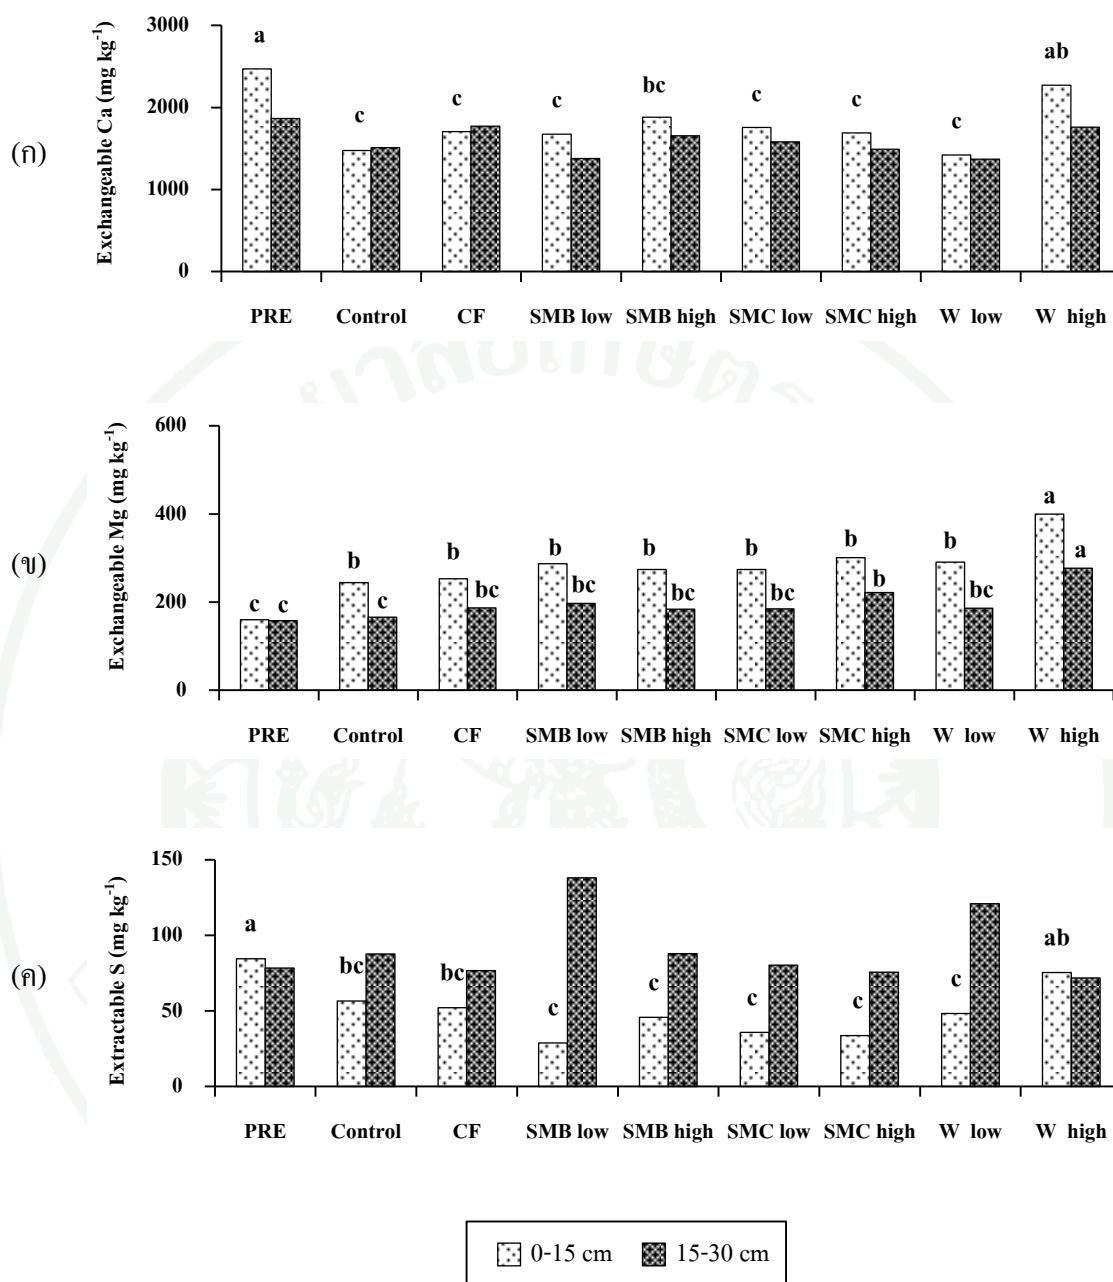 (ก)
Exchangeable Ca (mg kg-1)
3000
2000
1000
0
a
c
c
c
bc
c
c
c
ab
PRE Control CF SMB low SMB high SMC low SMC high W low W high
(ข)
Exchangeable Mg (mg kg-1)
600
400
200
0
c c b c b bc b bc b bc b bc b b b bc a a
PRE Control CF SMB low SMB high SMC low SMC high W low W high
(ค)
Extractable S (mg kg-1)
150
100
50
0
a
bc
bc
c
c
c
c
c
ab
PRE Control CF SMB low SMB high SMC low SMC high W low W high
0-15 cm 15-30 cm